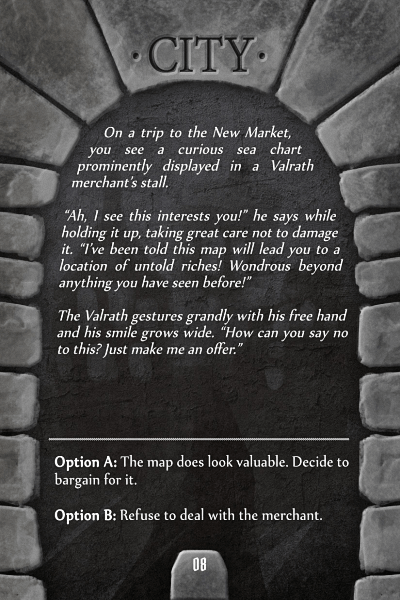 · CITY ·
On a trip to the New Market,
you see a curious sea chart
prominently displayed in a Valrath
merchant's stall.
“Ah, I see this interests you!” he says while
holding it up, taking great care not to damage
it. “I've been told this map will lead you to a
location of untold riches! Wondrous beyond
anything you have seen before!”
The Valrath gestures grandly with his free hand
and his smile grows wide. “How can you say no
to this? Just make me an offer.”
Option A: The map does look valuable. Decide to
bargain for it.
Option B: Refuse to deal with the merchant.
08